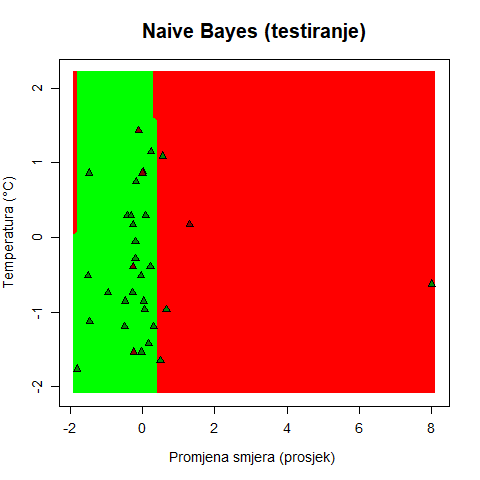 Naive Bayes (testiranje)
Temperatura (°C)
2
1
0
-1
-2
-2 0 2 4 6 8
Promjena smjera (prosjek)